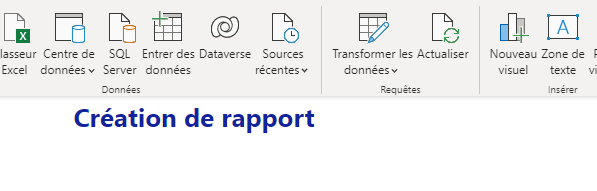 Classeur Excel
Centre de données
SQL Server
Entrer des données
Dataverse
Sources récentes
Données
Transformer les données
Actualiser
Requêtes
Nouveau visuel
Zone de texte
Insérer
Création de rapport